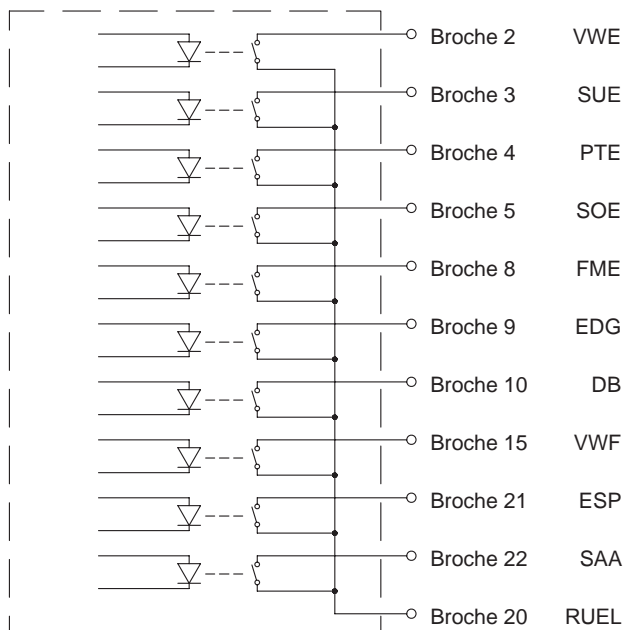 Broche 2 VWE
Broche 3 SUE
Broche 4 PTE
Broche 5 SOE
Broche 8 FME
Broche 9 EDG
Broche 10 DB
Broche 15 VWF
Broche 21 ESP
Broche 22 SAA
Broche 20 RUEL